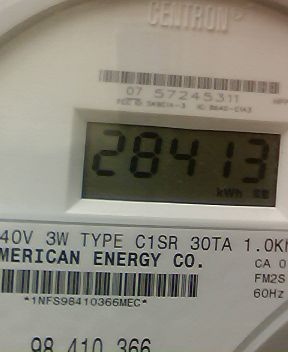 CENTRON
07 57245311
28413
kWh
40V 3W TYPE C1SR 30TA 1.0K
MERICAN ENERGY CO.
CA 0
FM2S
*1NFS98410366MEC*
60Hz
98 410 366